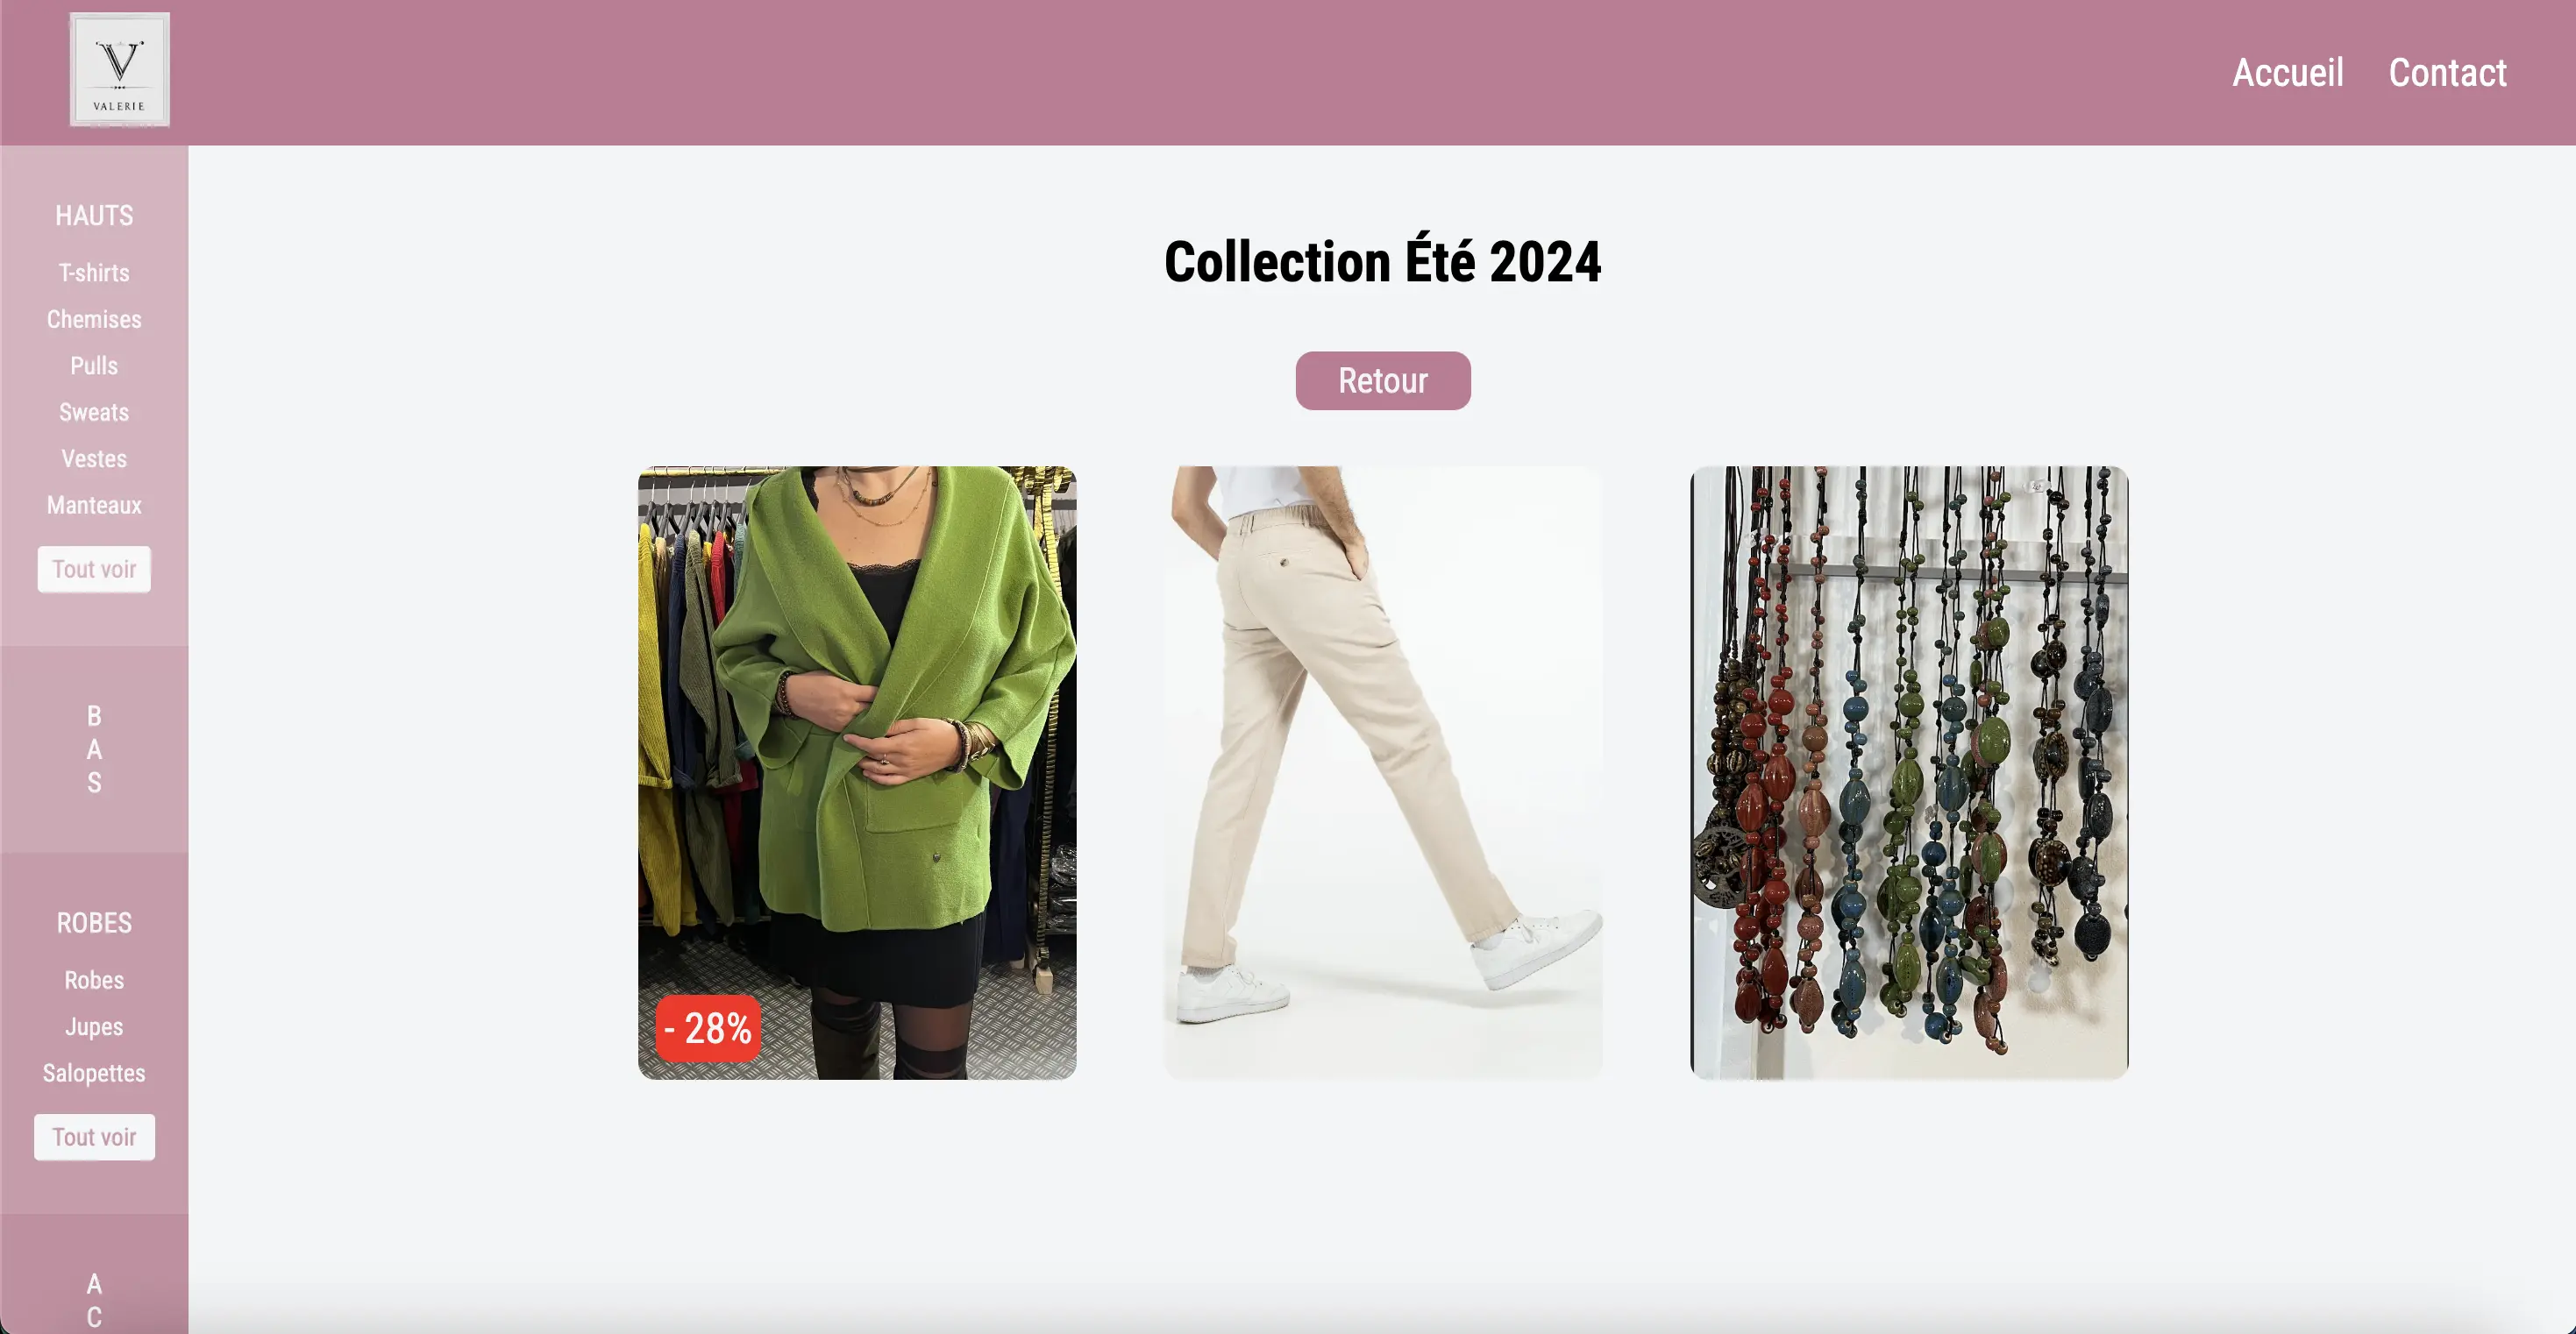 V
VALERIE
Accueil
Contact
HAUTS
T-shirts
Chemises
Pulls
Sweats
Vestes
Manteaux
Tout voir
B
A
S
ROBES
Robes
Jupes
Salopettes
Tout voir
A
C
Collection Été 2024
Retour
- 28%